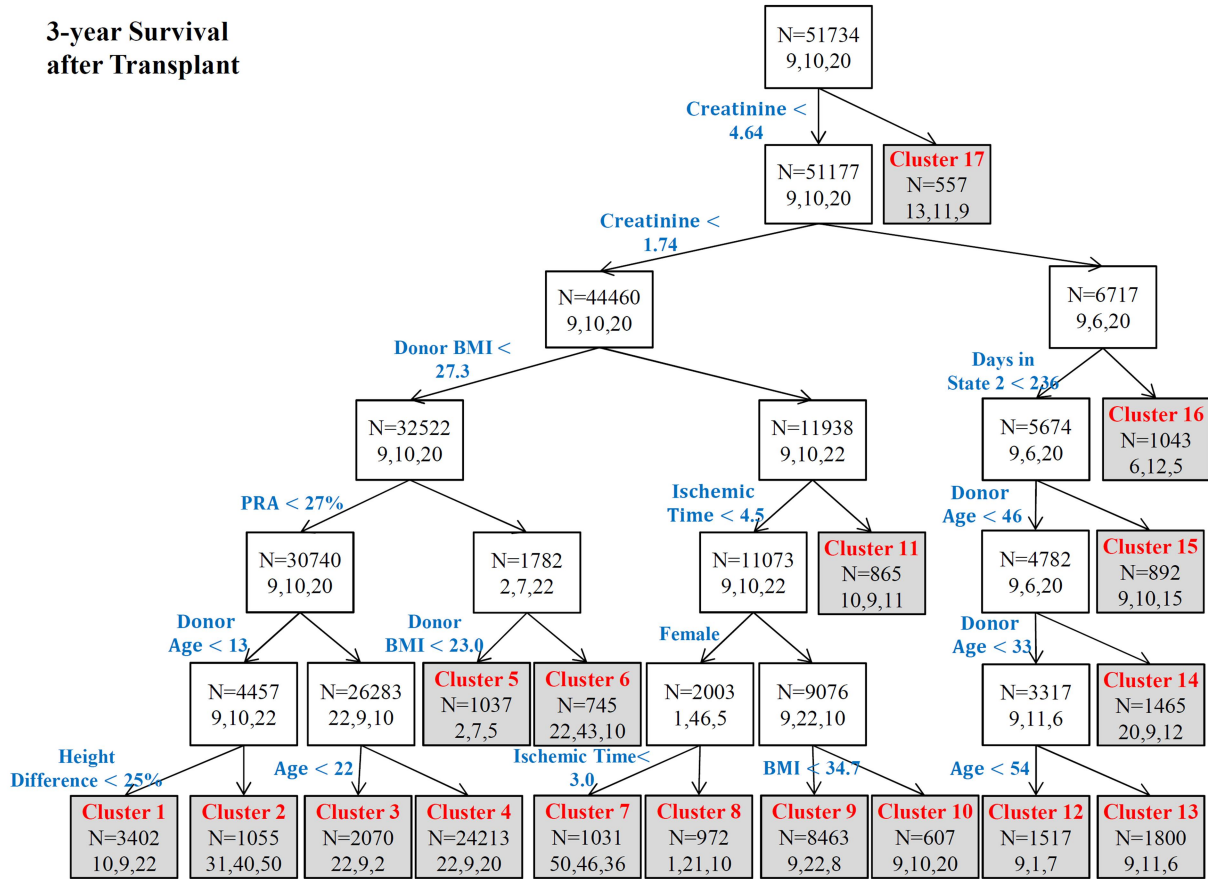 3-year Survival
after Transplant
N=51734
9,10,20
Creatinine <
4.64
N=51177
9,10,20
Cluster 17
N=557
13,11,9
Creatinine <
1.74
N=44460
9,10,20
N=6717
9,6,20
Donor BMI <
27.3
Days in
State 2 < 236
N=32522
9,10,20
N=11938
9,10,22
N=5674
9,6,20
Cluster 16
N=1043
6,12,5
PRA < 27%
Ischemic
Time < 4.5
Donor
Age < 46
N=30740
9,10,20
N=1782
2,7,22
N=11073
9,10,22
Cluster 11
N=865
10,9,11
N=4782
9,6,20
Cluster 15
N=892
9,10,15
Donor
Age < 13
Donor
BMI < 23.0
Female
Donor
Age < 33
N=4457
9,10,22
N=26283
22,9,10
Cluster 5
N=1037
2,7,5
Cluster 6
N=745
22,43,10
N=2003
1,46,5
N=9076
9,22,10
N=3317
9,11,6
Cluster 14
N=1465
20,9,12
Height
Difference < 25%
Age < 22
Ischemic Time<
3.0
BMI < 34.7
Age < 54
Cluster 1
N=3402
10,9,22
Cluster 2
N=1055
31,40,50
Cluster 3
N=2070
22,9,2
Cluster 4
N=24213
22,9,20
Cluster 7
N=1031
50,46,36
Cluster 8
N=972
1,21,10
Cluster 9
N=8463
9,22,8
Cluster 10
N=607
9,10,20
Cluster 12
N=1517
9,1,7
Cluster 13
N=1800
9,11,6